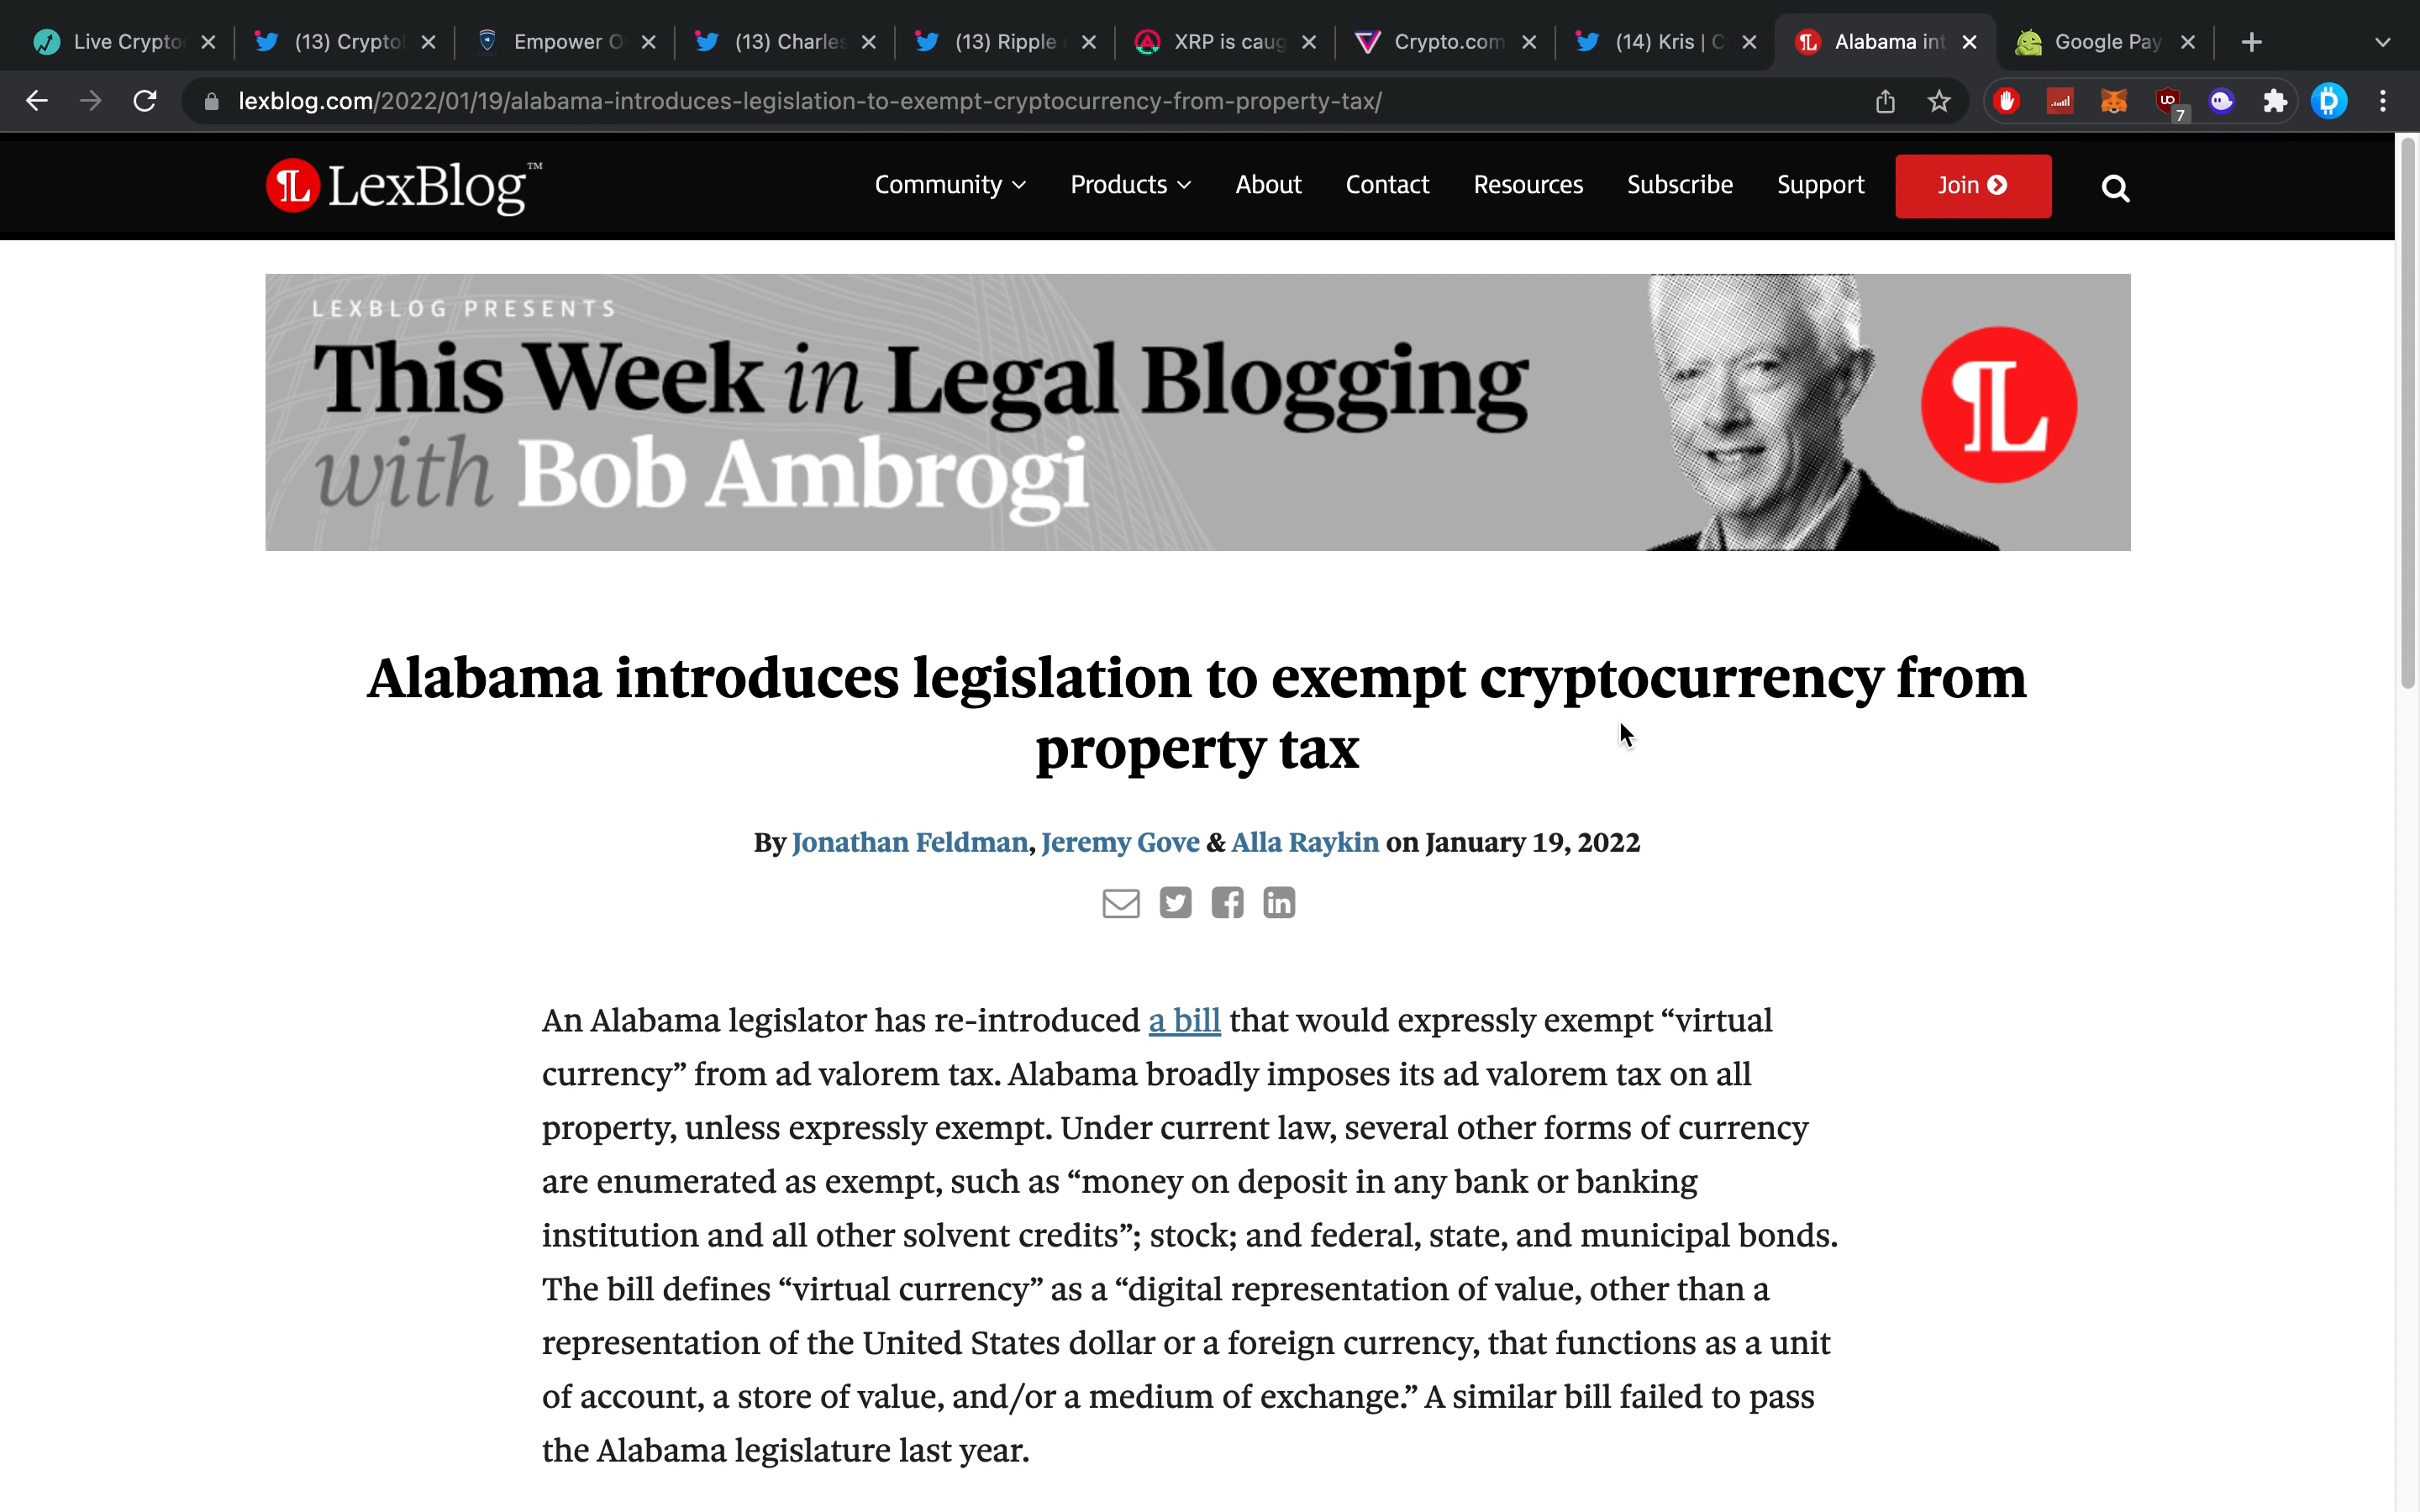 Live Crypto
(13) Crypto
Empower O
(13) Charles
(13) Ripple
XRP is caug
Crypto.com
(14) Kris | C
Alabama int
Google Pay
lexblog.com/2022/01/19/alabama-introduces-legislation-to-exempt-cryptocurrency-from-property-tax/
7
LexBlog™
Community
Products
About
Contact
Resources
Subscribe
Support
Join
LEXBLOG PRESENTS
This Week in Legal Blogging
with Bob Ambrogi
Alabama introduces legislation to exempt cryptocurrency from
property tax
By Jonathan Feldman, Jeremy Gove & Alla Raykin on January 19, 2022
An Alabama legislator has re-introduced a bill that would expressly exempt “virtual
currency” from ad valorem tax. Alabama broadly imposes its ad valorem tax on all
property, unless expressly exempt. Under current law, several other forms of currency
are enumerated as exempt, such as “money on deposit in any bank or banking
institution and all other solvent credits”; stock; and federal, state, and municipal bonds.
The bill defines “virtual currency” as a “digital representation of value, other than a
representation of the United States dollar or a foreign currency, that functions as a unit
of account, a store of value, and/or a medium of exchange.” A similar bill failed to pass
the Alabama legislature last year.